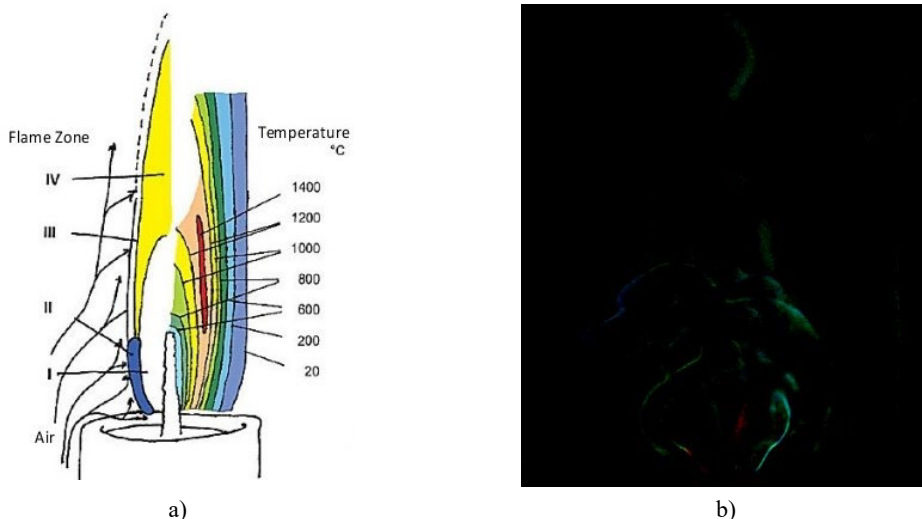 Flame Zone
Temperature
°C
IV
1400
1200
III
1000
800
II
600
200
I
20
Air
a)
b)